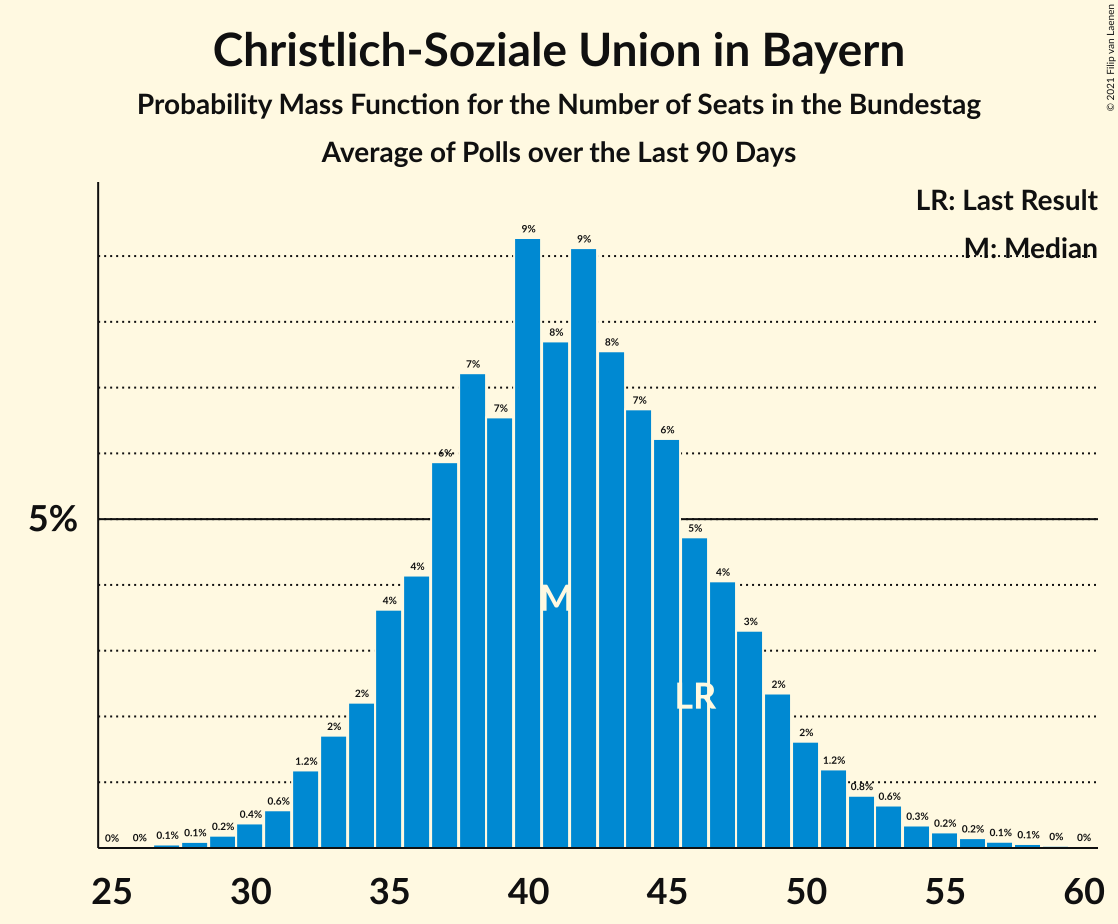 Christlich-Soziale Union in Bayern
Probability Mass Function for the Number of Seats in the Bundestag
Average of Polls over the Last 90 Days
© 2021 Filip van Laenen
LR: Last Result
M: Median
5%
0% 0% 0.1% 0.1% 0.2% 0.4% 0.6% 1.2% 2% 2% 4% 4% 6% 7% 7% 9% 8% 9% 8% 7% 6% 5% 4% 3% 2% 2% 1.2% 0.8% 0.6% 0.3% 0.2% 0.2% 0.1% 0.1% 0% 0%
M
LR
25 30 35 40 45 50 55 60